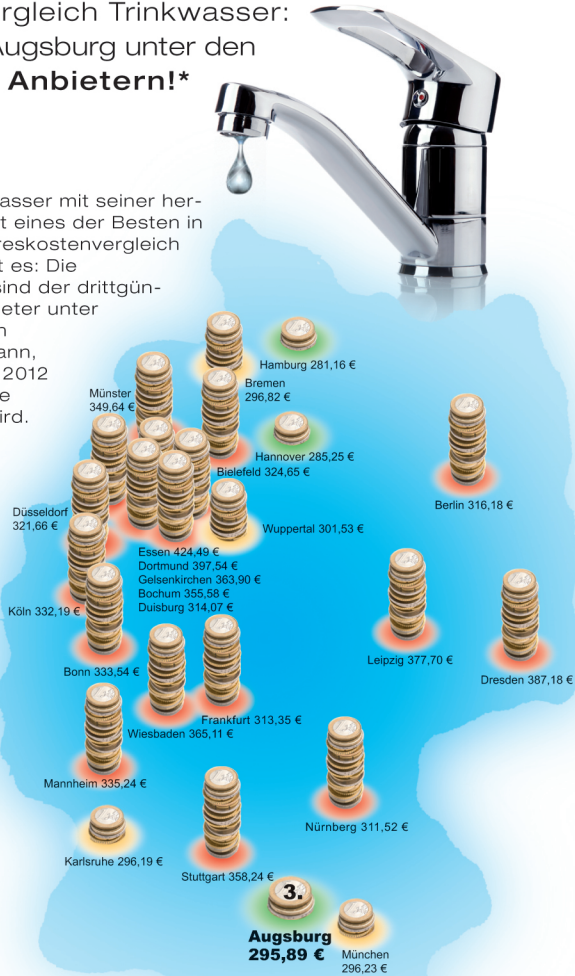 rgleich Trinkwasser:
Augsburg unter den
Anbietern!*
asser mit seiner her-
t eines der Besten in
reskostenvergleich
t es: Die
sind der drittgün-
ieter unter
n
ann,
2012
e
ird.
Hamburg 281,16 €
Bremen
296,82 €
Münster
349,64 €
Hannover 285,25 €
Bielefeld 324,65 €
Berlin 316,18 €
Düsseldorf
321,66 €
Wuppertal 301,53 €
Essen 424,49 €
Dortmund 397,54 €
Gelsenkirchen 363,90 €
Bochum 355,58 €
Duisburg 314,07 €
Köln 332,19 €
Leipzig 377,70 €
Bonn 333,54 €
Dresden 387,18 €
Frankfurt 313,35 €
Wiesbaden 365,11 €
Mannheim 335,24 €
Nürnberg 311,52 €
Karlsruhe 296,19 €
Stuttgart 358,24 €
3.
Augsburg
295,89 €
München
296,23 €